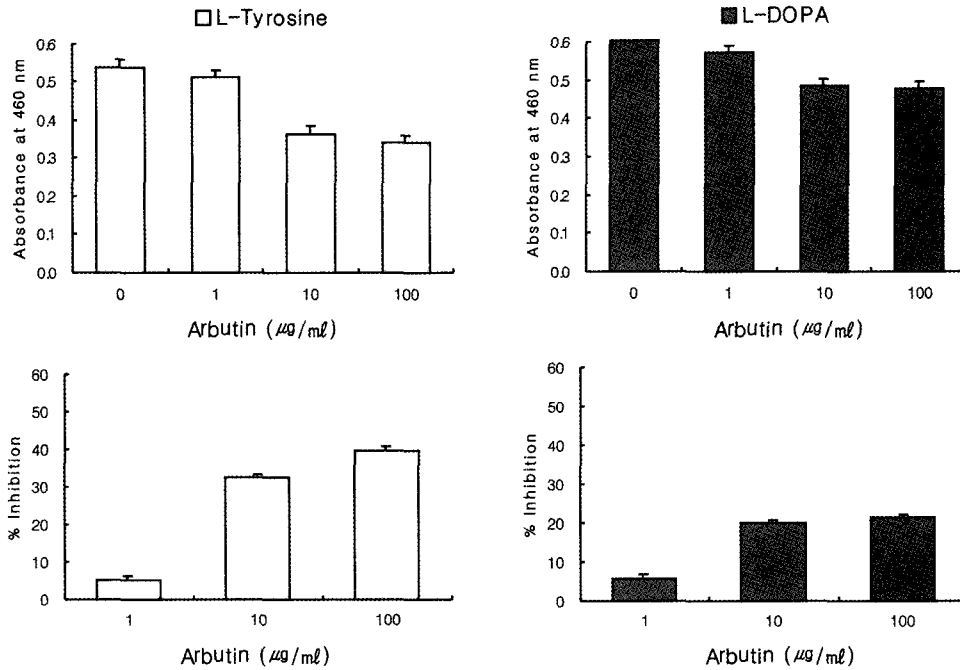 L-Tyrosine
Absorbance at 460 nm
0.6
0.5
0.4
0.3
0.2
0.1
0.0
0 1 10 100
Arbutin (μg/mℓ)
L-DOPA
Absorbance at 460 nm
0.6
0.5
0.4
0.3
0.2
0.1
0.0
0 1 10 100
Arbutin (μg/mℓ)
% Inhibition
60
50
40
30
20
10
0
1 10 100
Arbutin (μg/mℓ)
% Inhibition
60
50
40
30
20
10
0
1 10 100
Arbutin (μg/mℓ)